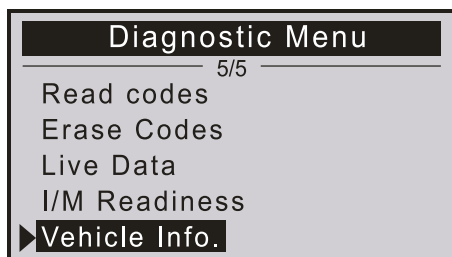 Diagnostic Menu
5/5
Read codes
Erase Codes
Live Data
I/M Readiness
Vehicle Info.